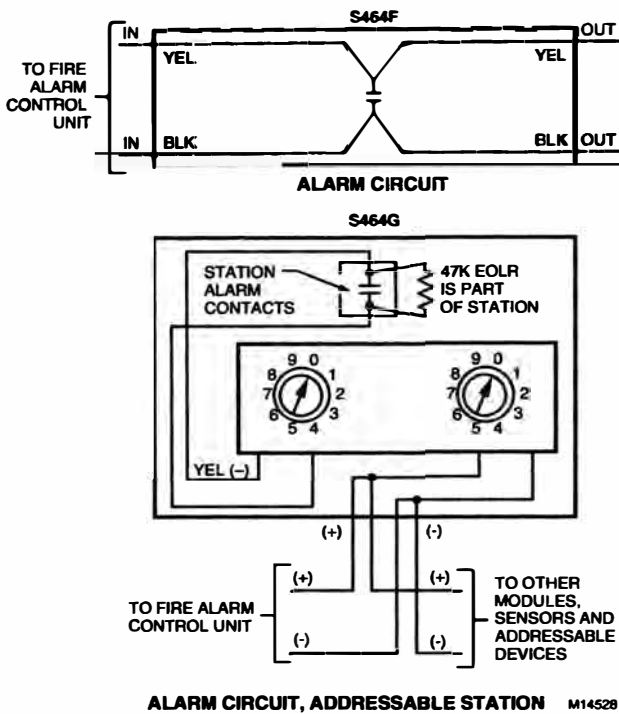 S464F
IN
OUT
YEL.
YEL
TO FIRE
ALARM
CONTROL
UNIT
IN
BLK.
BLK
OUT
ALARM CIRCUIT
S464G
STATION
ALARM
CONTACTS
47K EOLR
IS PART
OF STATION
9 0
8 1
7 2
6 3
5 4
9 0
8 1
7 2
6 3
5 4
YEL (–)
(+)
(-)
(+)
(+)
TO FIRE ALARM
CONTROL UNIT
(-)
(-)
TO OTHER
MODULES,
SENSORS AND
ADDRESSABLE
DEVICES
ALARM CIRCUIT, ADDRESSABLE STATION
M14528